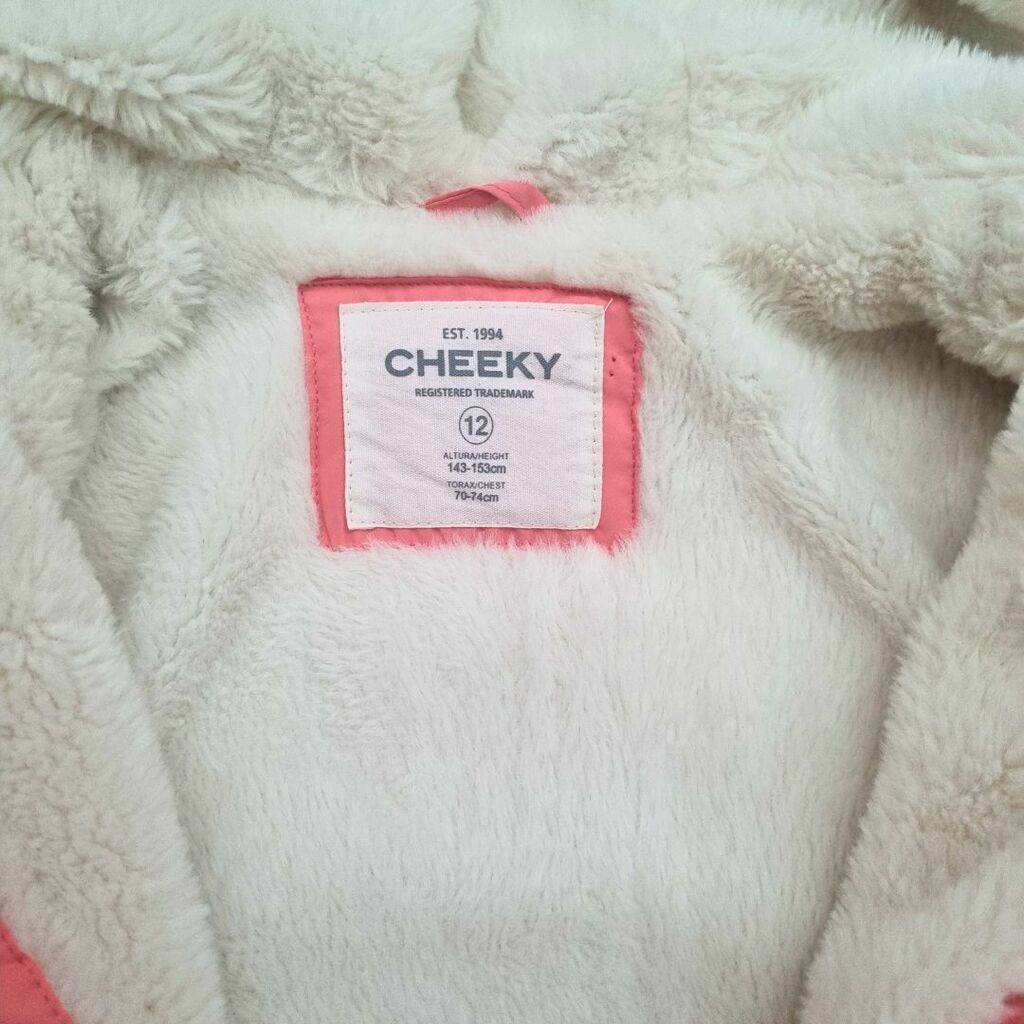 EST. 1994
CHEEKY
REGISTERED TRADEMARK
12
ALTURA/HEIGHT
143-153cm
TORAX/CHEST
70-74cm